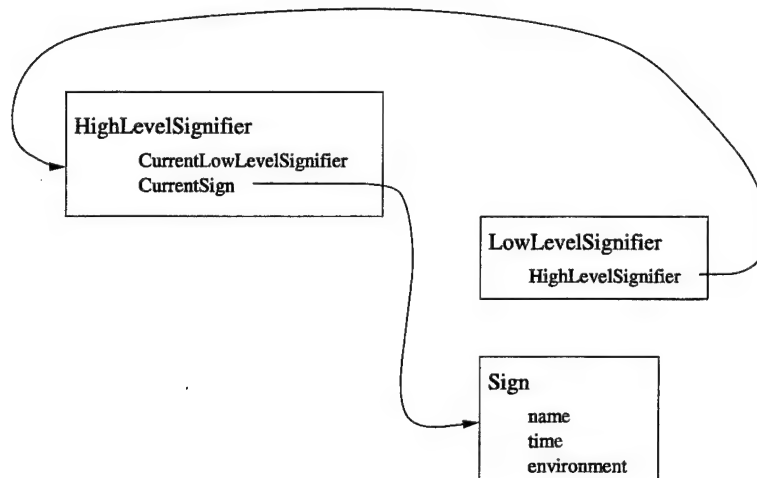 HighLevelSignifier
CurrentLowLevelSignifier
CurrentSign
LowLevelSignifier
HighLevelSignifier
Sign
name
time
environment